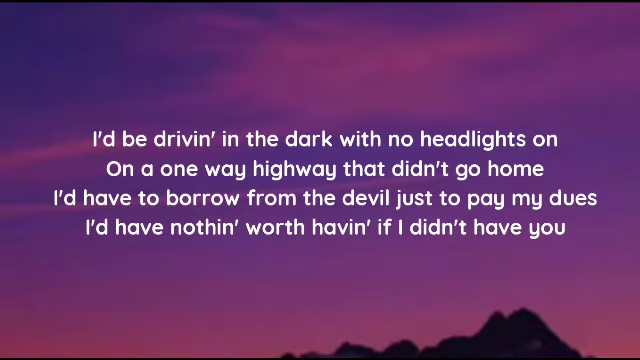 I'd be drivin' in the dark with no headlights on
On a one way highway that didn't go home
I'd have to borrow from the devil just to pay my dues
I'd have nothin' worth havin' if I didn't have you